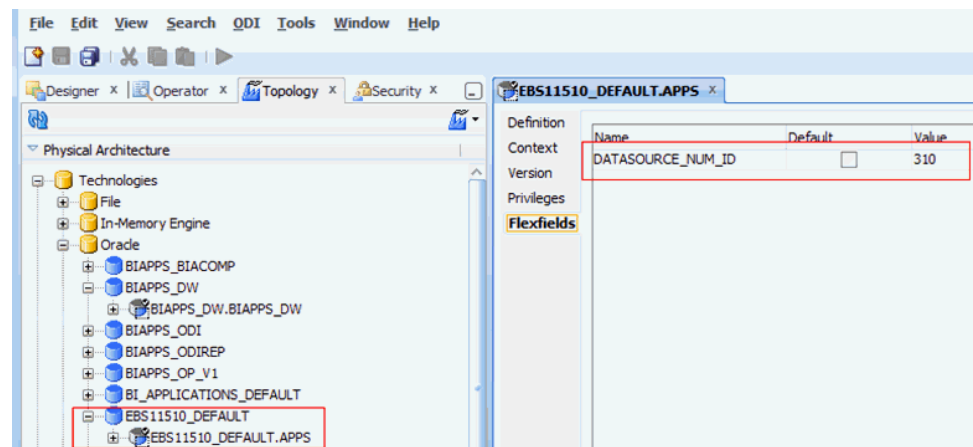 File Edit View Search ODI Tools Window Help
Designer x Operator x Topology x Security x
Physical Architecture
Technologies
File
In-Memory Engine
Oracle
BIAPPS_BIACOMP
BIAPPS_DW
BIAPPS_DW.BIAPPS_DW
BIAPPS_ODI
BIAPPS_ODIREP
BIAPPS_OP_V1
BI_APPLICATIONS_DEFAULT
EBS11510_DEFAULT
EBS11510_DEFAULT.APPS
EBS11510_DEFAULT.APPS x
Definition
Context
Version
Privileges
Flexfields
Name Default Value
DATASOURCE_NUM_ID 310